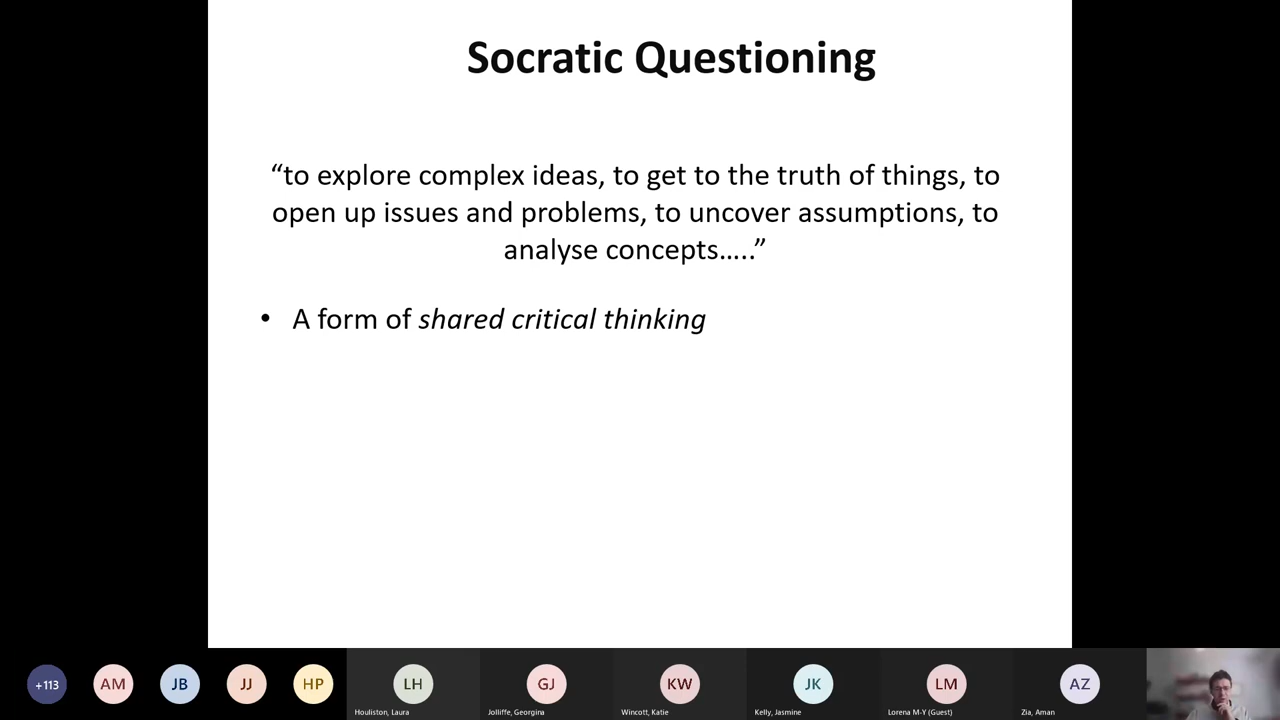 Socratic Questioning
“to explore complex ideas, to get to the truth of things, to
open up issues and problems, to uncover assumptions, to
analyse concepts…..”
• A form of shared critical thinking
+113
AM
JB
JJ
HP
LH
GJ
KW
JK
LM
AZ
Houliston, Laura
Jolliffe, Georgina
Wincott, Katie
Kelly, Jasmine
Lorena M-Y (Guest)
Zia, Aman